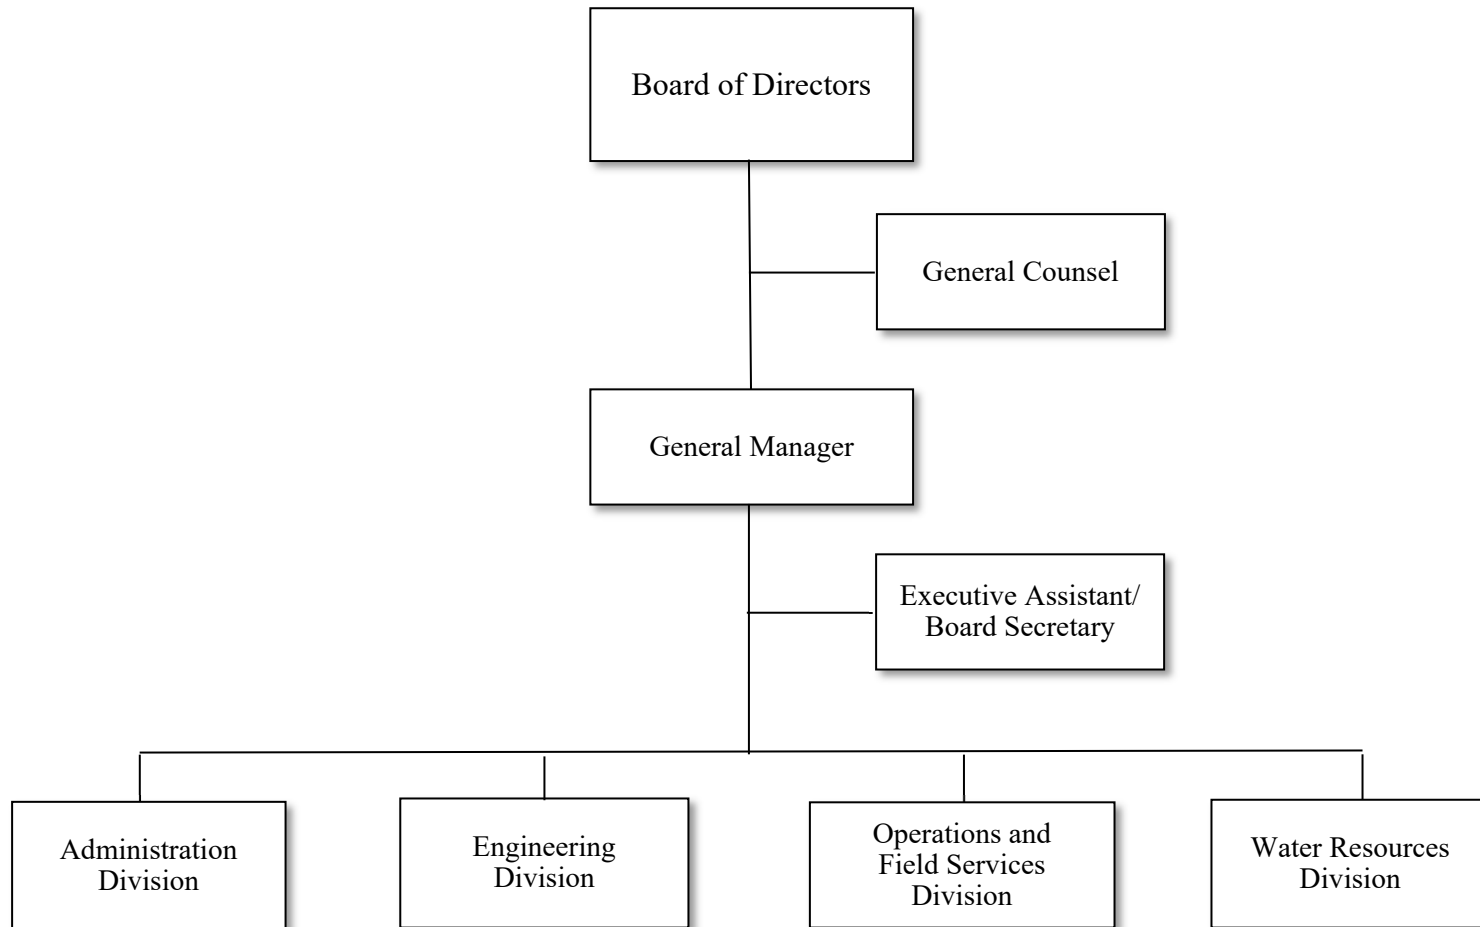 Board of Directors
General Counsel
General Manager
Executive Assistant/
Board Secretary
Administration
Division
Engineering
Division
Operations and
Field Services
Division
Water Resources
Division